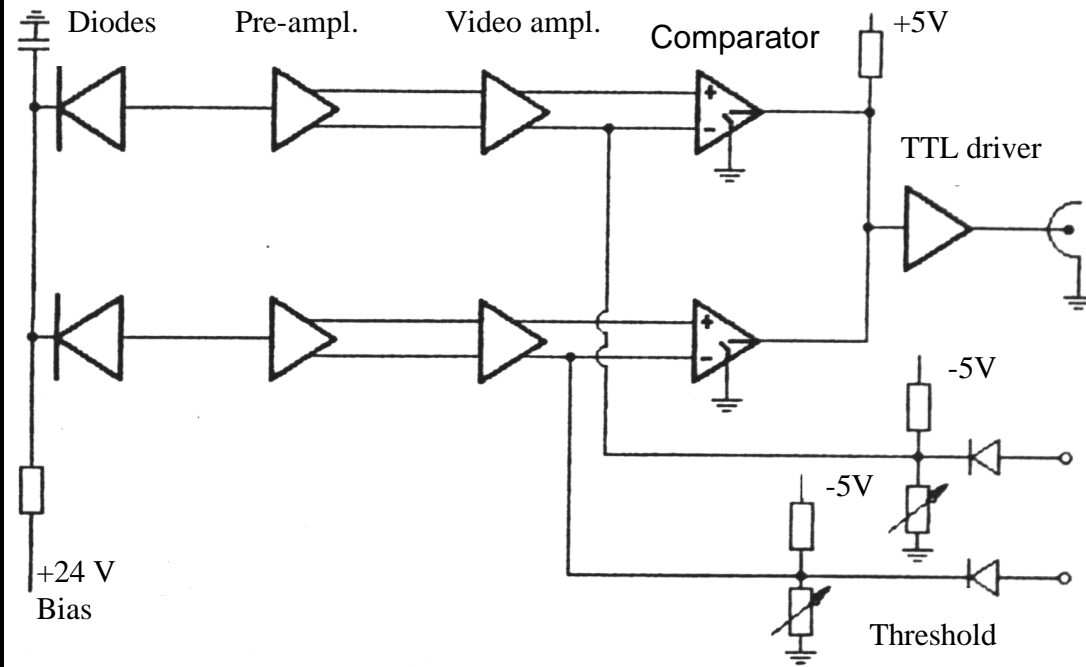 Diodes
Pre-ampl.
Video ampl.
Comparator
+5V
+
-
TTL driver
+
-
-5V
-5V
+24 V
Bias
Threshold